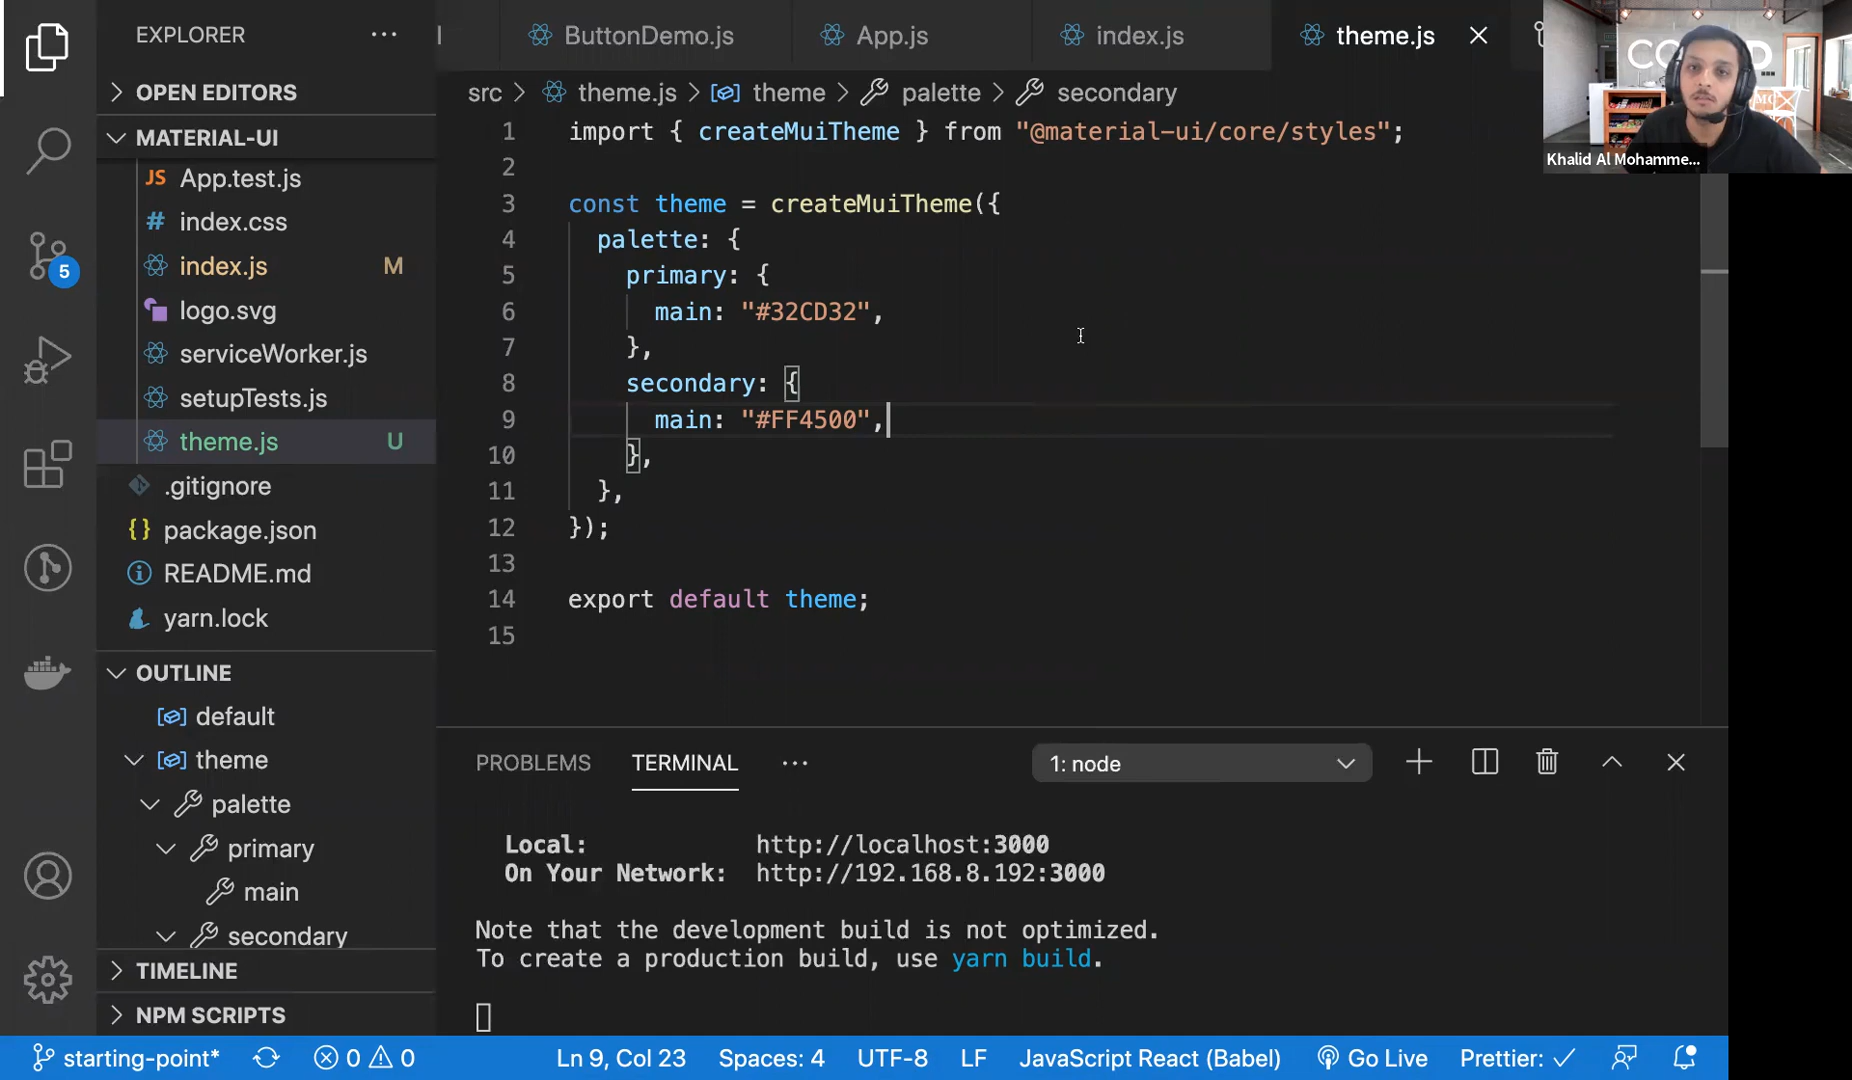 EXPLORER
ButtonDemo.js
App.js
index.js
theme.js
OPEN EDITORS
src > theme.js > theme > palette > secondary
MATERIAL-UI
App.test.js
index.css
index.js M
logo.svg
serviceWorker.js
setupTests.js
theme.js U
.gitignore
package.json
README.md
yarn.lock
1 import { createMuiTheme } from "@material-ui/core/styles";
2
3 const theme = createMuiTheme({
4 palette: {
5 primary: {
6 main: "#32CD32",
7 },
8 secondary: {
9 main: "#FF4500",
10 },
11 },
12 });
13
14 export default theme;
15
Khalid Al Mohamme...
OUTLINE
default
theme
palette
primary
main
secondary
TIMELINE
NPM SCRIPTS
PROBLEMS TERMINAL ... 1: node
Local: http://localhost:3000
On Your Network: http://192.168.8.192:3000
Note that the development build is not optimized.
To create a production build, use yarn build.
5
starting-point* 0 0 Ln 9, Col 23 Spaces: 4 UTF-8 LF JavaScript React (Babel) Go Live Prettier: ✓